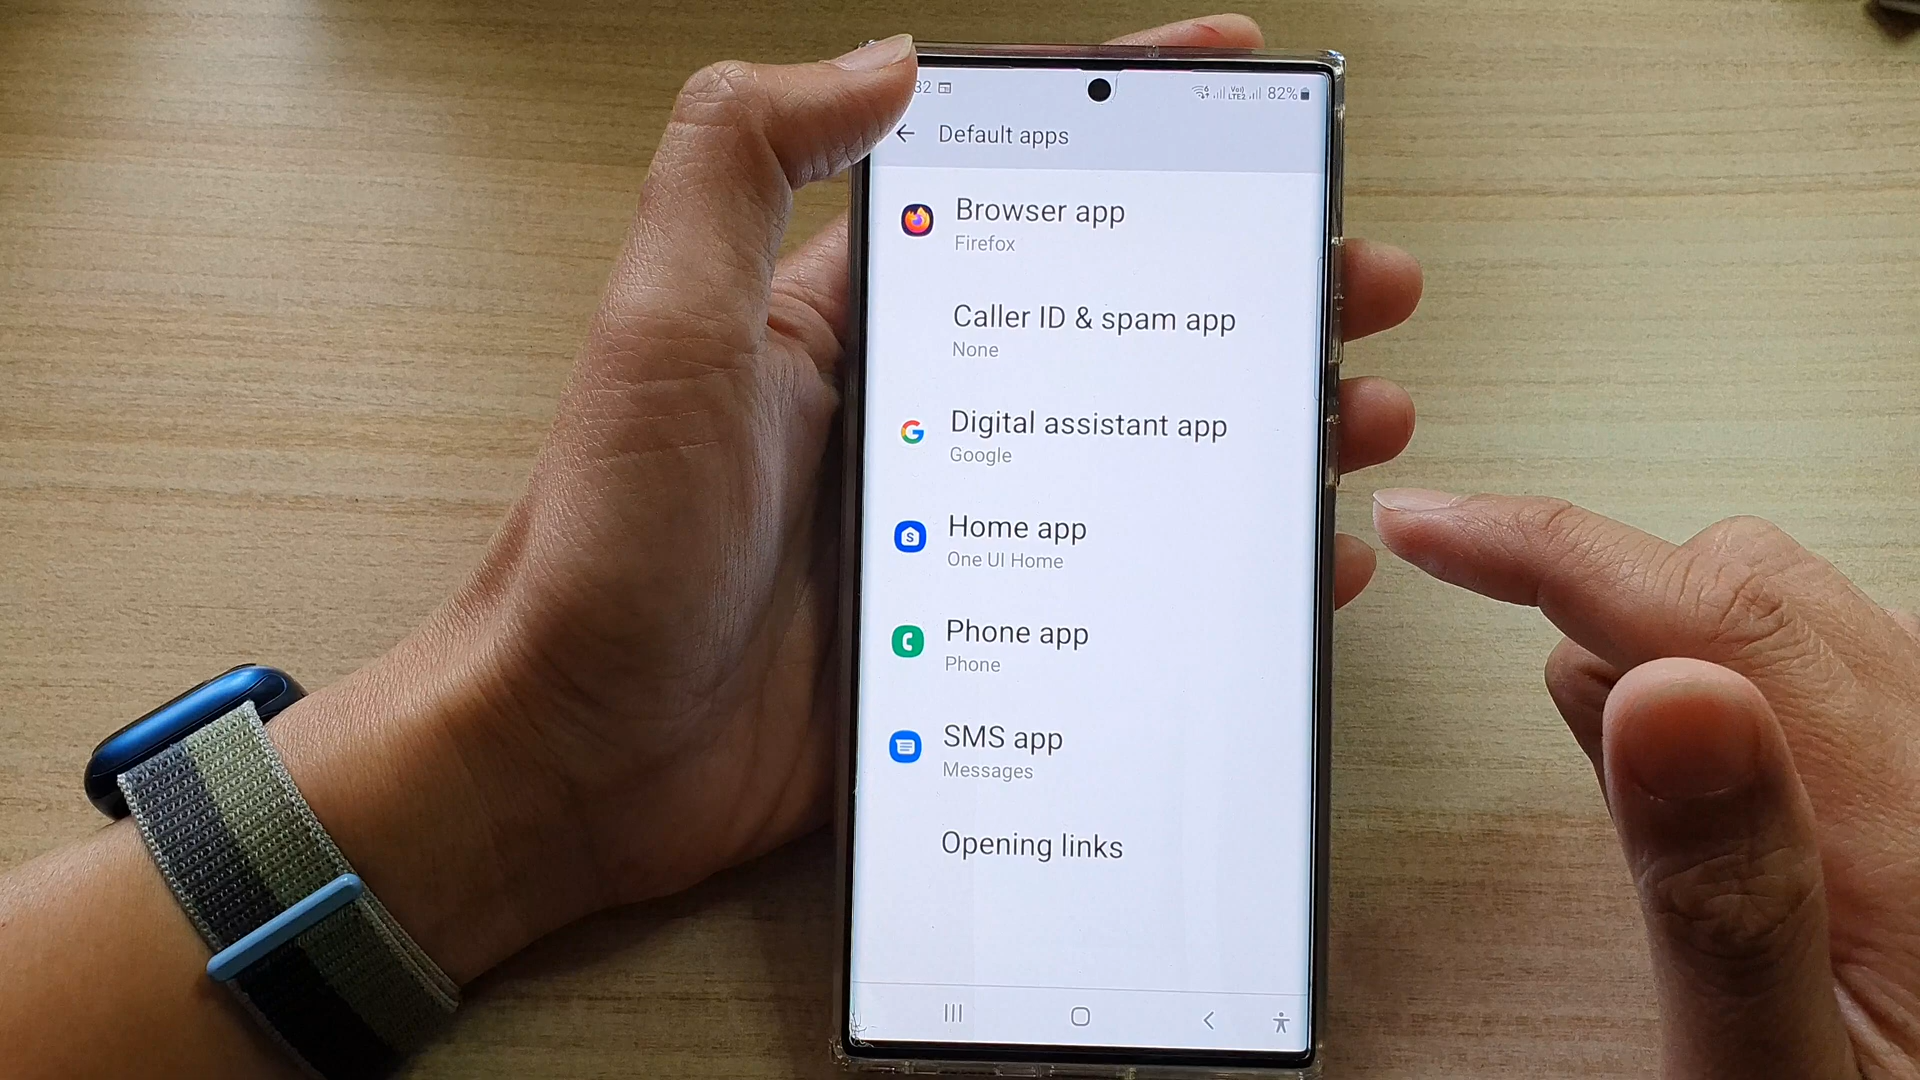 32 82%
Default apps
Browser app
Firefox
Caller ID & spam app
None
Digital assistant app
Google
Home app
One UI Home
Phone app
Phone
SMS app
Messages
Opening links